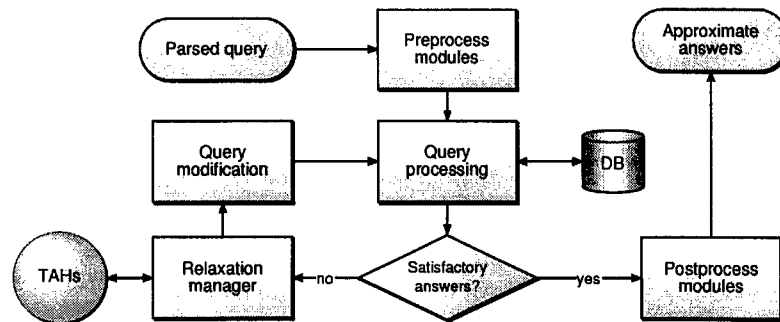 Parsed query
Preprocess
modules
Approximate
answers
Query
modification
Query
processing
DB
TAHs
Relaxation
manager
no
Satisfactory
answers?
yes
Postprocess
modules